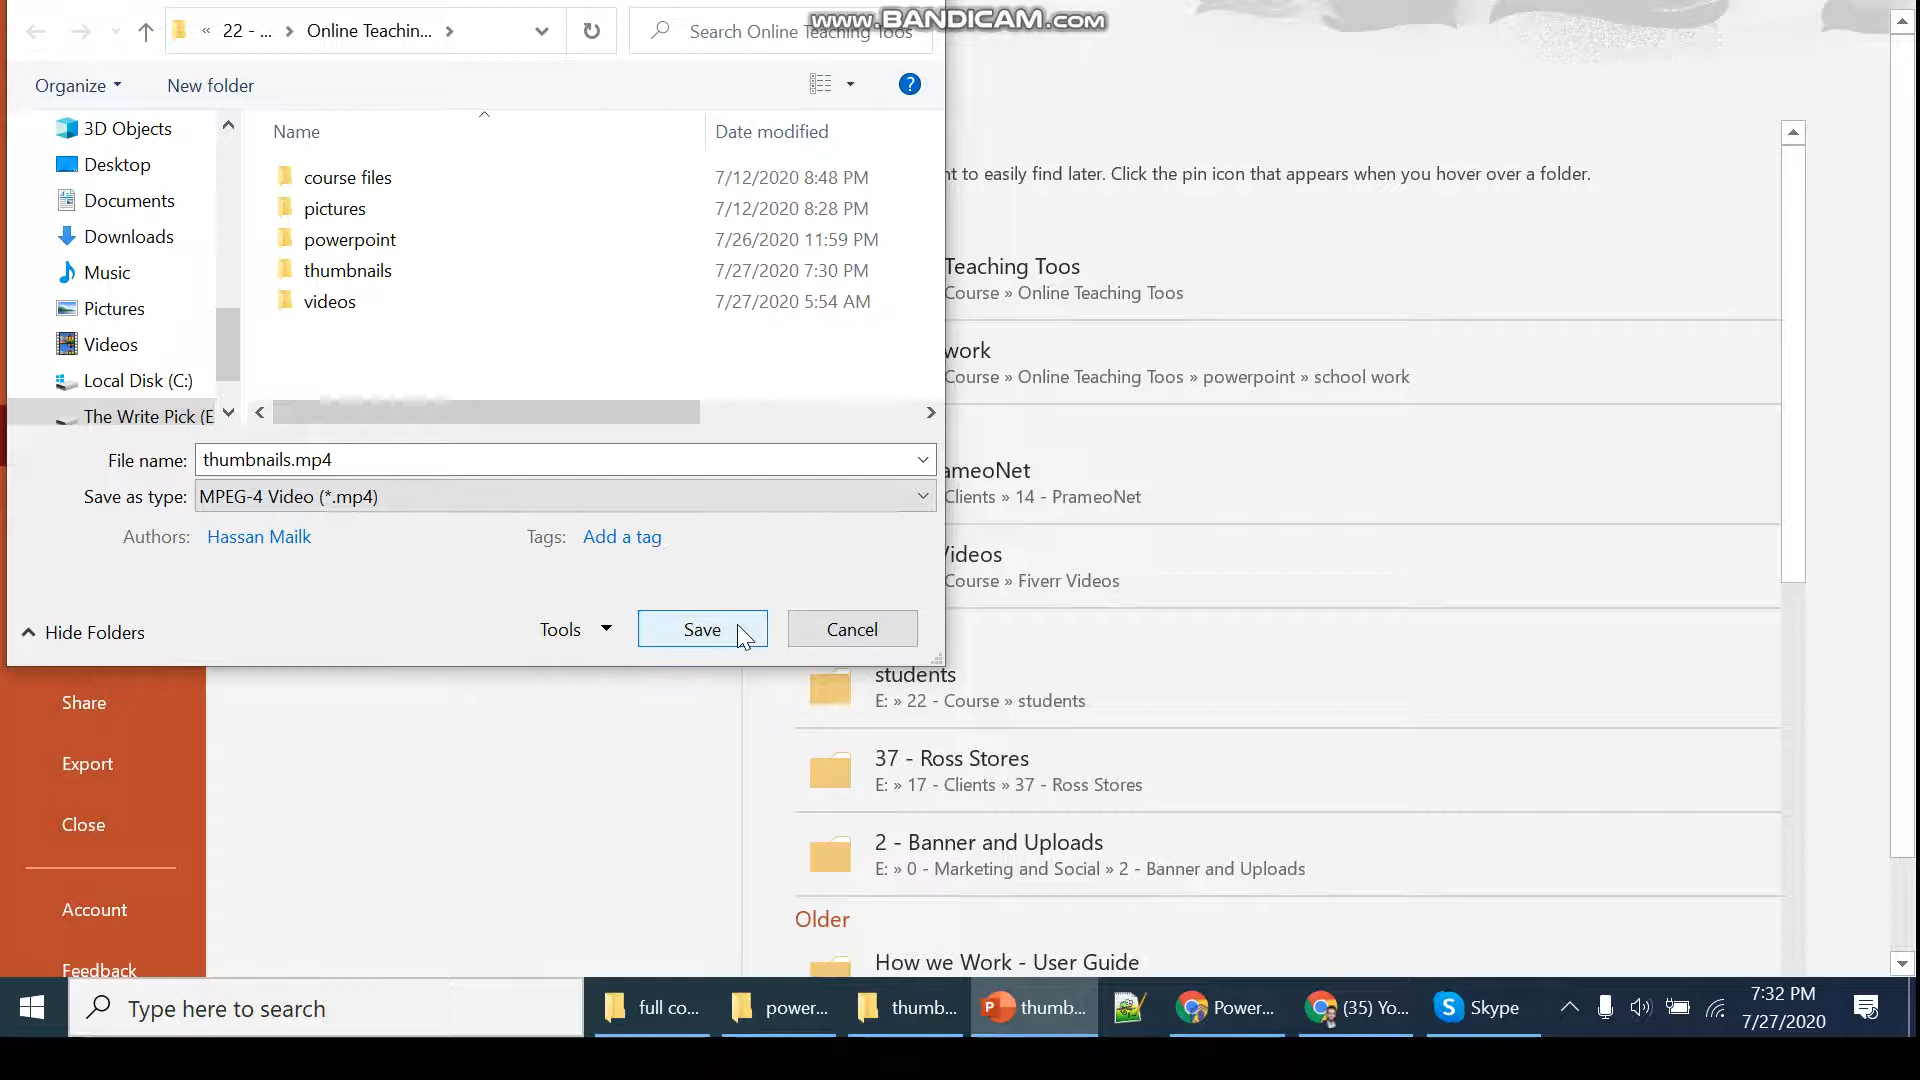 www.BANDICAM.com
« 22 - ... > Online Teachin... >
Search Online Teaching Toos
Organize
New folder
?
3D Objects
Desktop
Documents
Downloads
Music
Pictures
Videos
Local Disk (C:)
The Write Pick (E
Name
Date modified
course files 7/12/2020 8:48 PM
pictures 7/12/2020 8:28 PM
powerpoint 7/26/2020 11:59 PM
thumbnails 7/27/2020 7:30 PM
videos 7/27/2020 5:54 AM
File name: thumbnails.mp4
Save as type: MPEG-4 Video (*.mp4)
Authors: Hassan Mailk
Tags: Add a tag
Hide Folders
Tools
Save
Cancel
nt to easily find later. Click the pin icon that appears when you hover over a folder.
Teaching Toos
Course » Online Teaching Toos
work
Course » Online Teaching Toos » powerpoint » school work
ameoNet
Clients » 14 - PrameoNet
Videos
Course » Fiverr Videos
students
E: » 22 - Course » students
37 - Ross Stores
E: » 17 - Clients » 37 - Ross Stores
2 - Banner and Uploads
E: » 0 - Marketing and Social » 2 - Banner and Uploads
Older
How we Work - User Guide
Share
Export
Close
Account
Feedback
Type here to search
full co...
power...
thumb...
P thumb...
Power...
(35) Yo...
S Skype
7:32 PM
7/27/2020